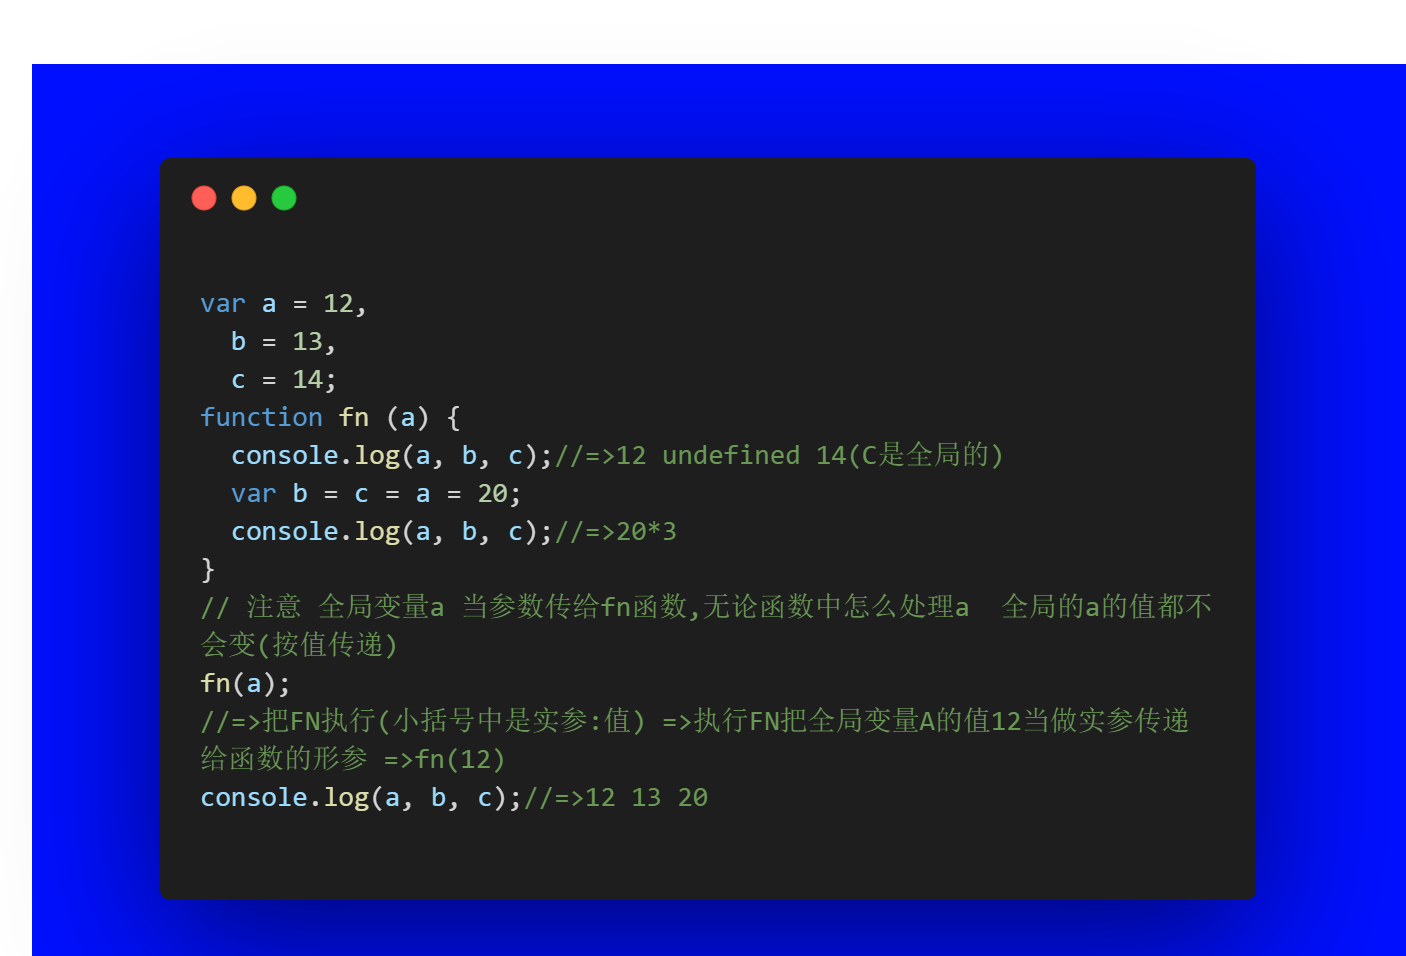 var a = 12,
  b = 13,
  c = 14;
function fn (a) {
  console.log(a, b, c);//=>12 undefined 14(C是全局的)
  var b = c = a = 20;
  console.log(a, b, c);//=>20*3
}
// 注意 全局变量a 当参数传给fn函数,无论函数中怎么处理a  全局的a的值都不
会变(按值传递)
fn(a);
//=>把FN执行(小括号中是实参:值) =>执行FN把全局变量A的值12当做实参传递
给函数的形参 =>fn(12)
console.log(a, b, c);//=>12 13 20